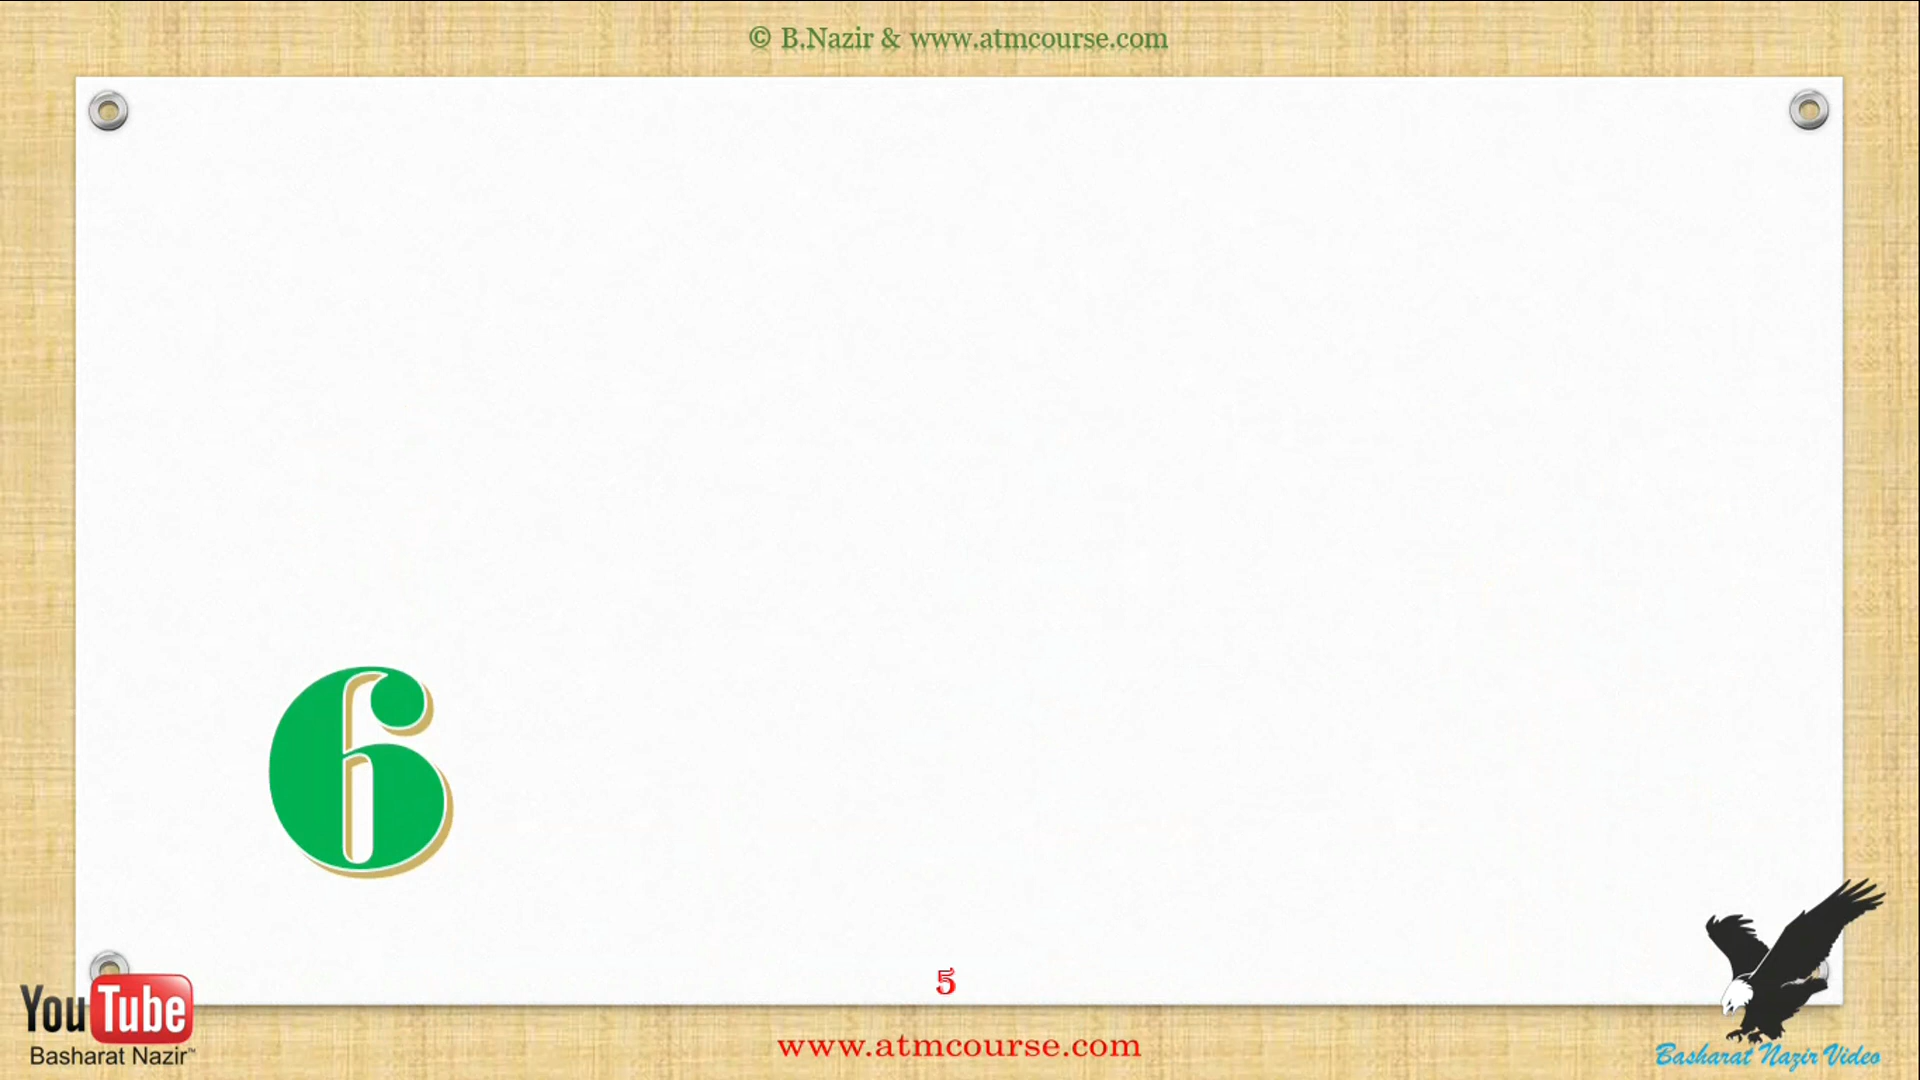 © B.Nazir & www.atmcourse.com
6
5
YouTube
Basharat Nazir™
www.atmcourse.com
Basharat Nazir Video